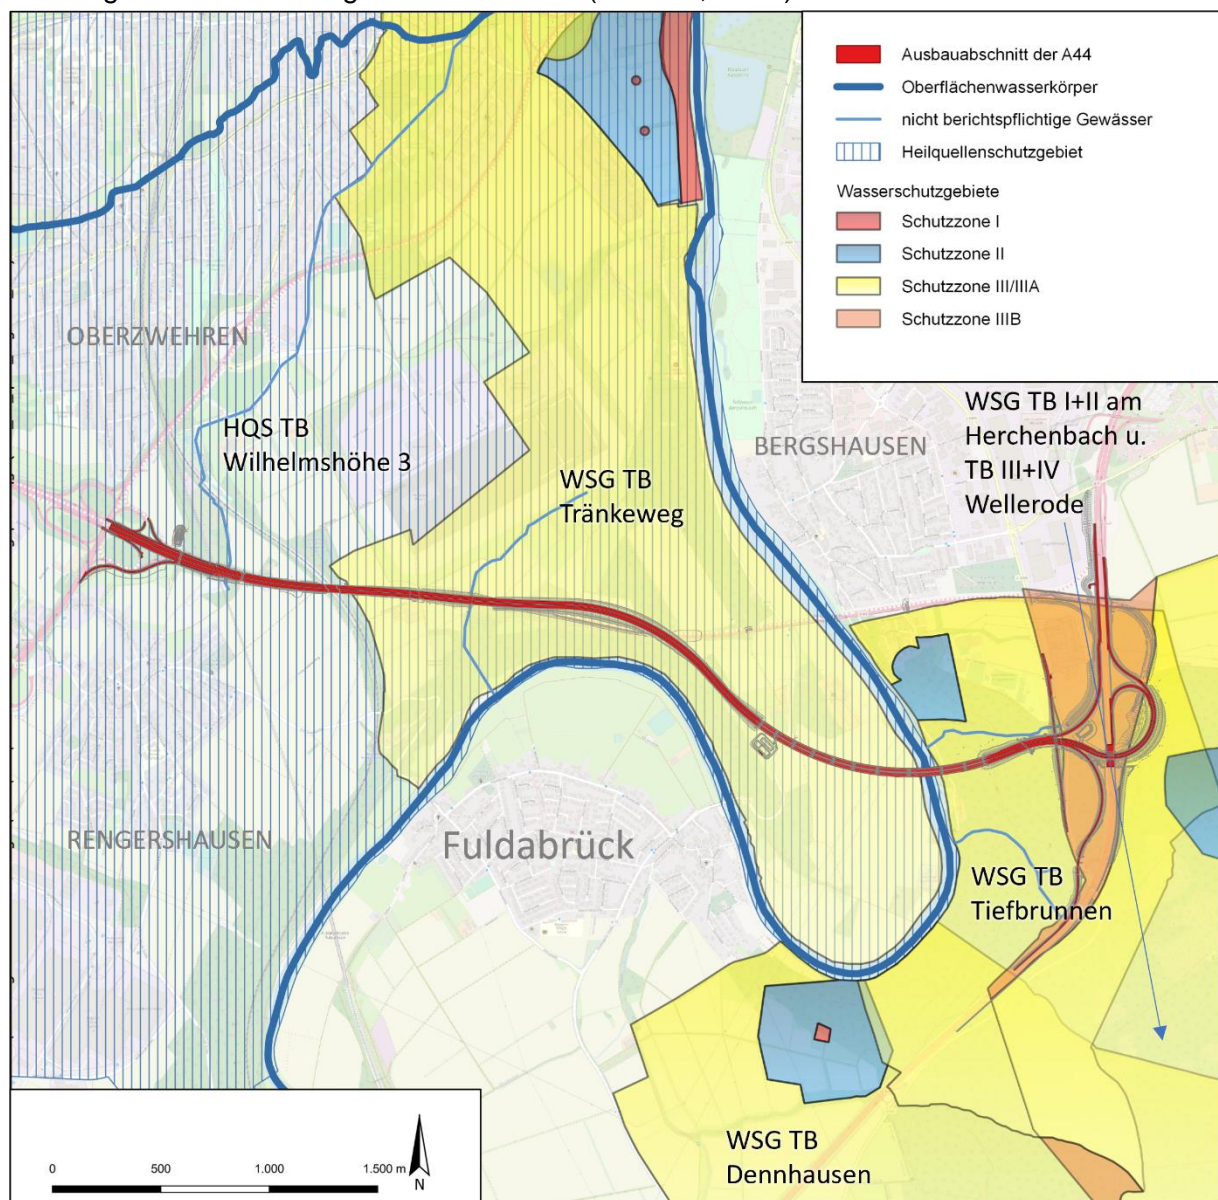 Ausbauabschnitt der A44
Oberflächenwasserkörper
nicht berichtspflichtige Gewässer
Heilquellenschutzgebiet
Wasserschutzgebiete
Schutzzone I
Schutzzone II
Schutzzone III/IIIA
Schutzzone IIIB
OBERZWEHREN
HQS TB
Wilhelmshöhe 3
WSG TB
Tränkeweg
BERGSHAUSEN
WSG TB I+II am
Herchenbach u.
TB III+IV
Wellerode
RENGERSHAUSEN
Fuldabrück
WSG TB
Tiefbrunnen
WSG TB
Dennhausen
0 500 1.000 1.500 m
N